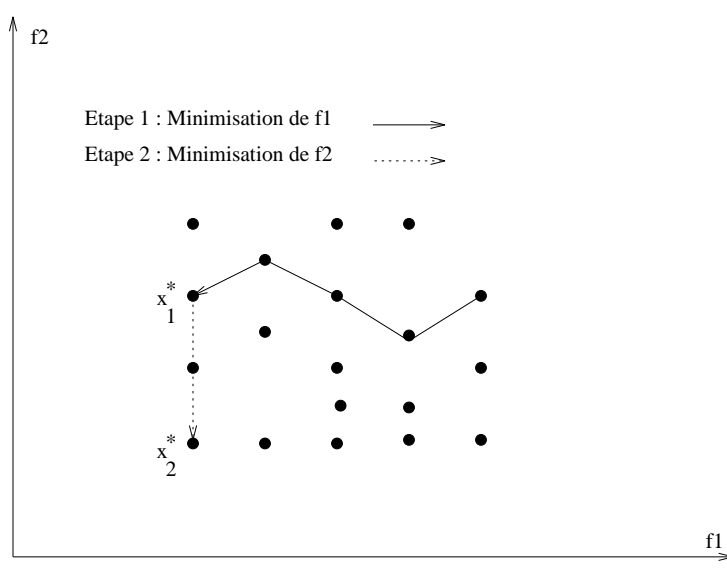 f2
Etape 1 : Minimisation de f1
Etape 2 : Minimisation de f2
x*
1
x*
2
f1